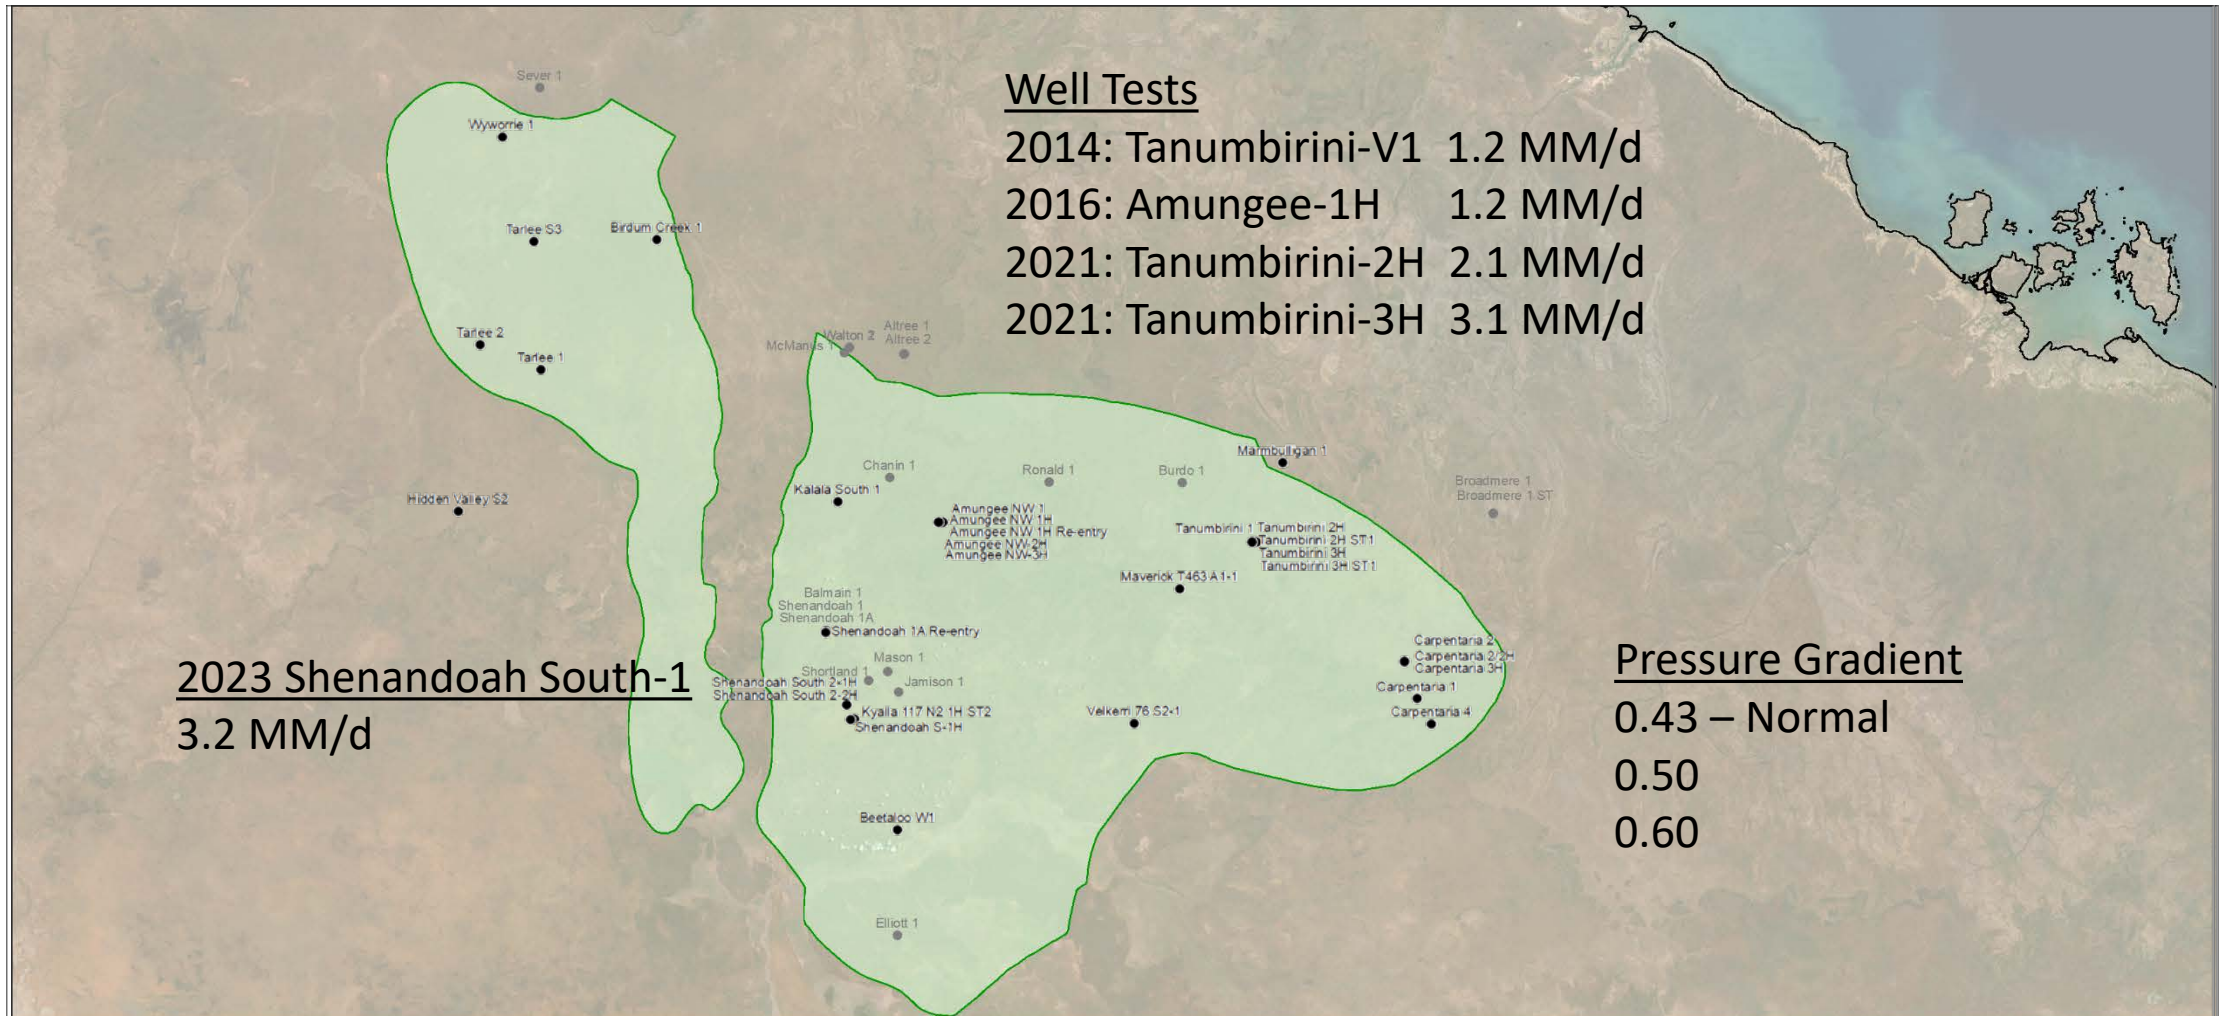 Sever 1
Wyworrie 1
Tarlee S3
Birdum Creek 1
Tarlee 2
Tarlee 1
Hidden Valley S2
Well Tests
2014: Tanumbirini-V1 1.2 MM/d
2016: Amungee-1H 1.2 MM/d
2021: Tanumbirini-2H 2.1 MM/d
2021: Tanumbirini-3H 3.1 MM/d
McManus 1
Walton 2
Altree 1
Altree 2
Chanin 1
Kalala South 1
Ronald 1
Burdo 1
Marmbulligan 1
Broadmere 1
Broadmere 1 ST
Amungee NW 1
Amungee NW 1H
Amungee NW 1H Re-entry
Amungee NW-2H
Amungee NW-3H
Tanumbirini 1
Tanumbirini 2H
Tanumbirini 2H ST1
Tanumbirini 3H
Tanumbirini 3H ST1
Maverick T463 A1-1
Balmain 1
Shenandoah 1
Shenandoah 1A
Shenandoah 1A Re-entry
Mason 1
Shortland 1
Jamison 1
Shenandoah South 2-1H
Shenandoah South 2-2H
Kyalla 117 N2 1H ST2
Shenandoah S-1H
Velkerri 76 S2-1
Carpentaria 2
Carpentaria 2/2H
Carpentaria 3H
Carpentaria 1
Carpentaria 4
Beetaloo W1
Elliott 1
2023 Shenandoah South-1
3.2 MM/d
Pressure Gradient
0.43 – Normal
0.50
0.60